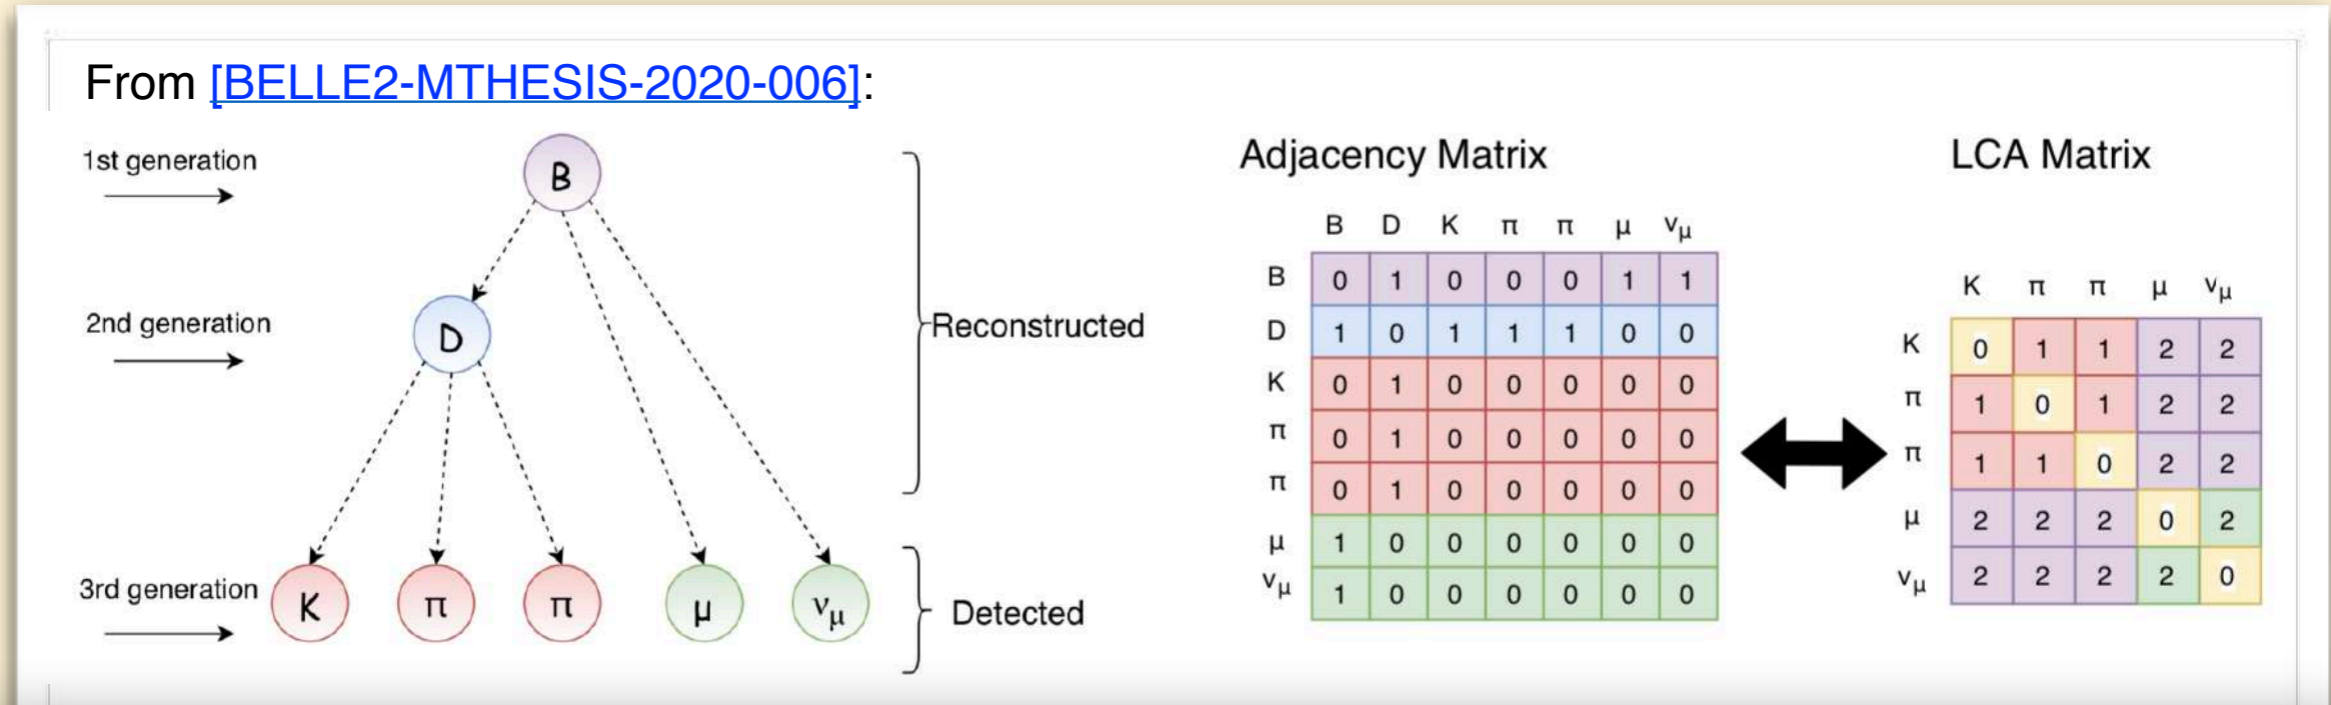 From [BELLE2-MTHESIS-2020-006]:
1st generation
B
2nd generation
D
Reconstructed
3rd generation
K π π μ νμ
Detected
Adjacency Matrix
B D K π π μ νμ
B 0 1 0 0 0 1 1
D 1 0 1 1 1 0 0
K 0 1 0 0 0 0 0
π 0 1 0 0 0 0 0
π 0 1 0 0 0 0 0
μ 1 0 0 0 0 0 0
νμ 1 0 0 0 0 0 0
LCA Matrix
K π π μ νμ
K 0 1 1 2 2
π 1 0 1 2 2
π 1 1 0 2 2
μ 2 2 2 0 2
νμ 2 2 2 2 0